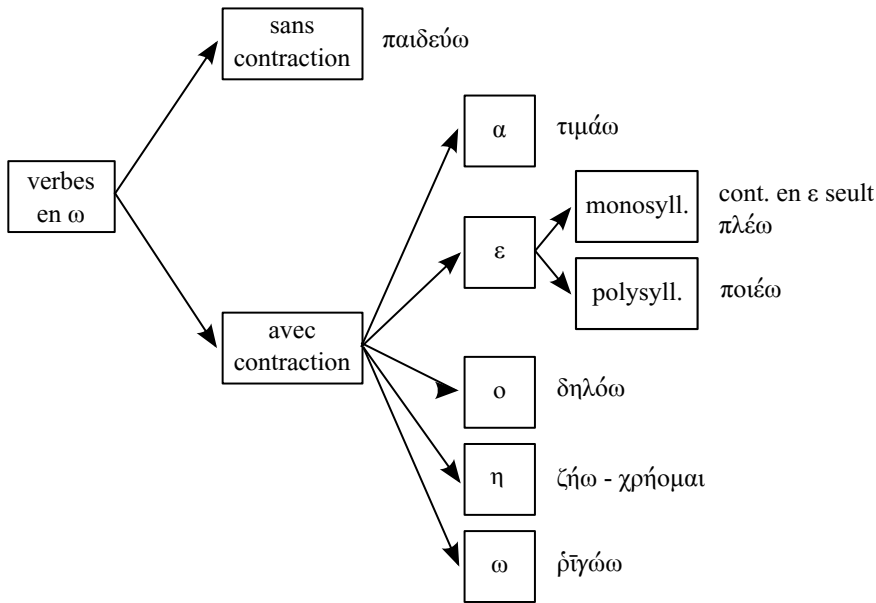 sans
contraction
παιδεύω
verbes
en ω
avec
contraction
α
τιμάω
ε
monosyll.
cont. en ε seult
πλέω
polysyll.
ποιέω
ο
δηλόω
η
ζήω - χρήομαι
ω
ῥῑγώω